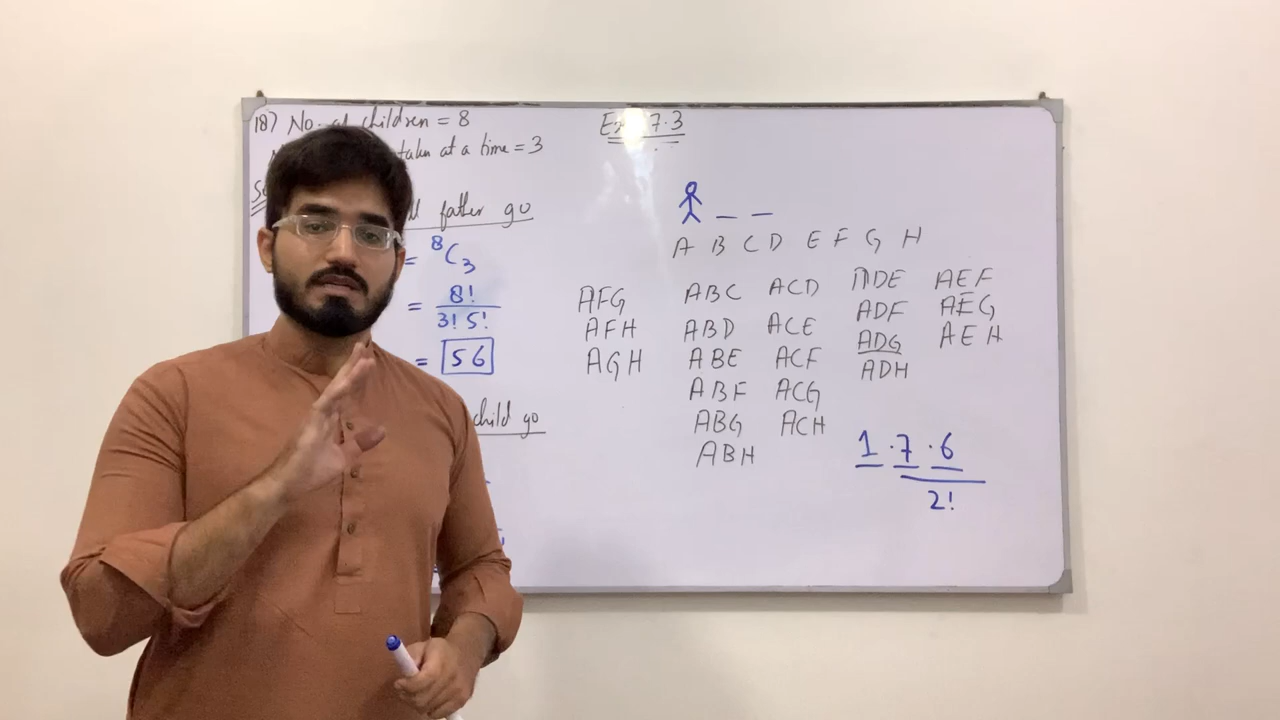 18) No. of children = 8
taken at a time = 3
Ex 7.3
father go
= ⁸C₃
= 8!
3! 5!
= 56
child go
A B C D E F G H
AFG
AFH
AGH
ABC
ABD
ABE
ABF
ABG
ABH
ACD
ACE
ACF
ACG
ACH
ADE
ADF
ADG
ADH
AEF
AEG
AEH
1 · 7 · 6
2!